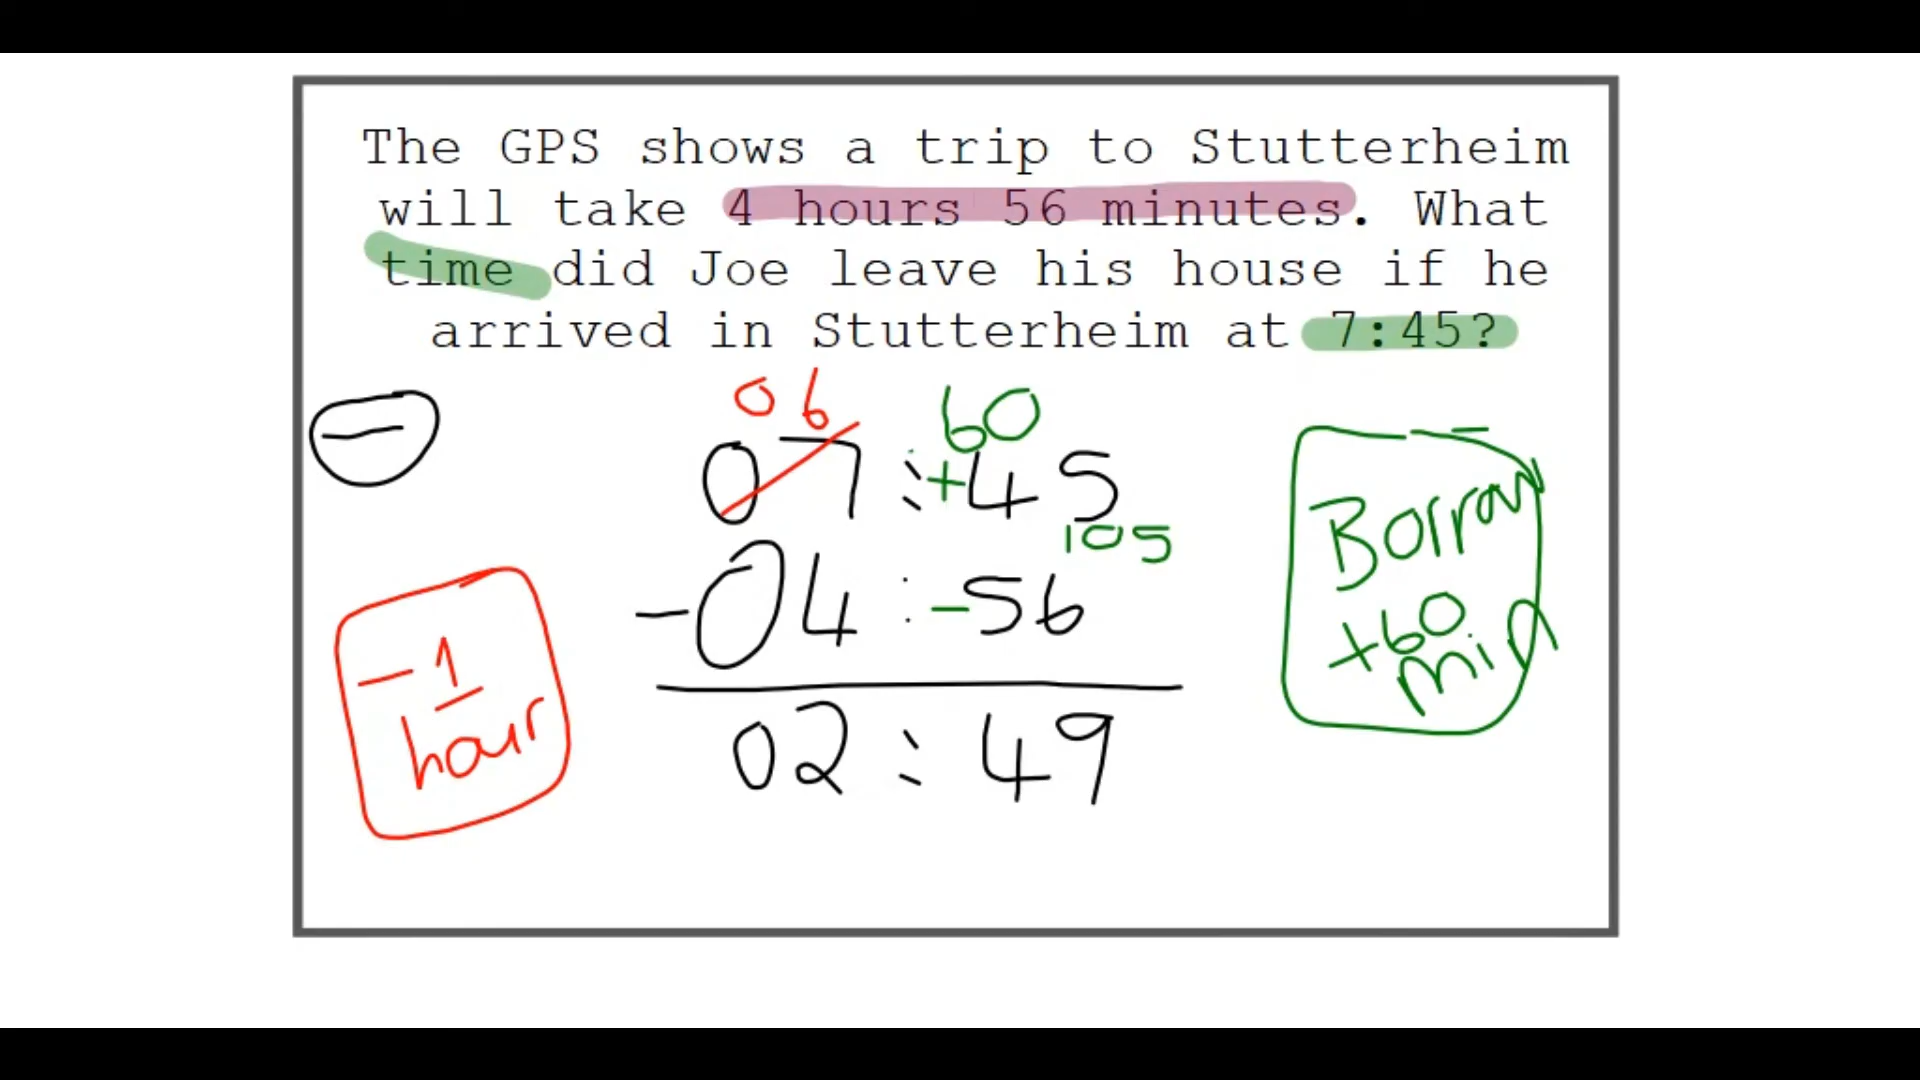 The GPS shows a trip to Stutterheim
will take 4 hours 56 minutes. What
time did Joe leave his house if he
arrived in Stutterheim at 7:45?
06
60
07:+45
105
-04:-56
02:49
-1
hour
Borrow
+60
min